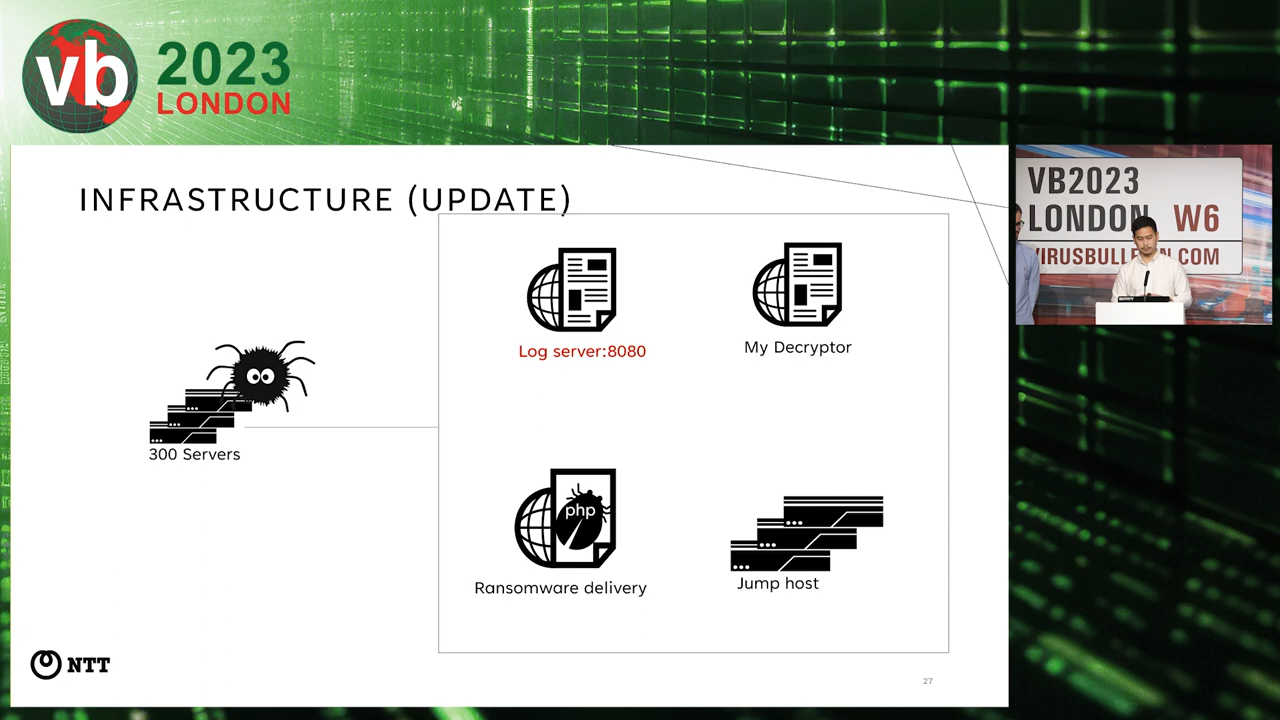 vb
2023
LONDON
INFRASTRUCTURE (UPDATE)
Log server:8080
My Decryptor
300 Servers
php
Ransomware delivery
Jump host
NTT
27
VB2023
LONDON W6